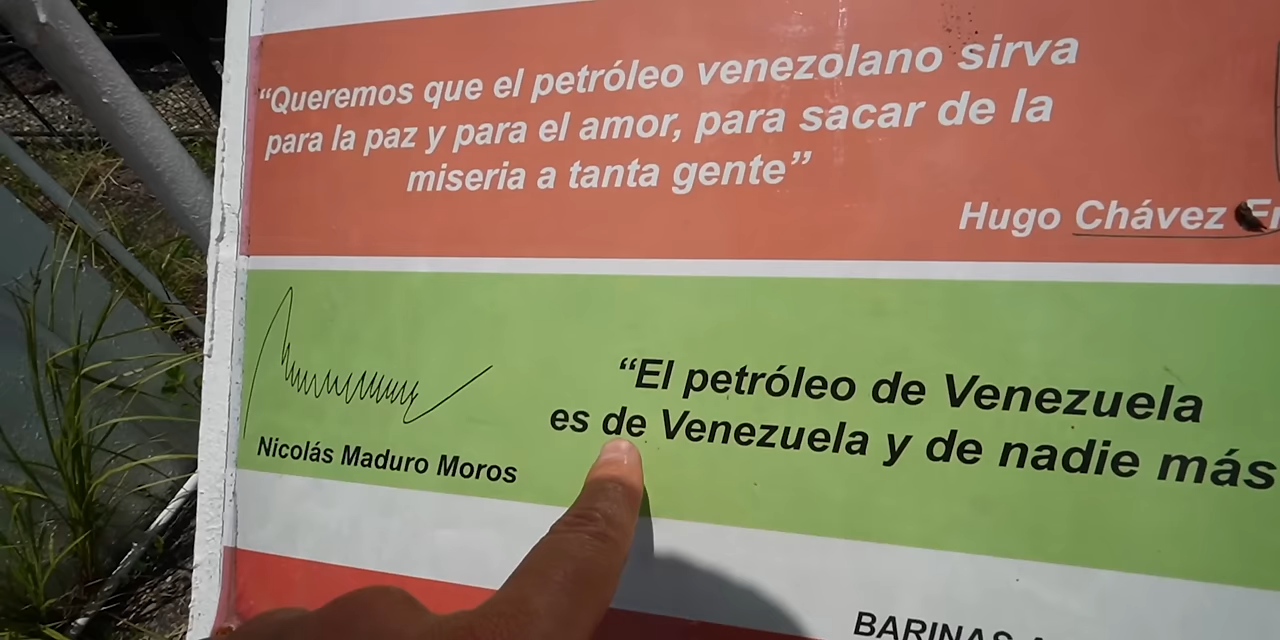 “Queremos que el petróleo venezolano sirva
para la paz y para el amor, para sacar de la
miseria a tanta gente”
Hugo Chávez
“El petróleo de Venezuela
es de Venezuela y de nadie más
Nicolás Maduro Moros
BARINAS